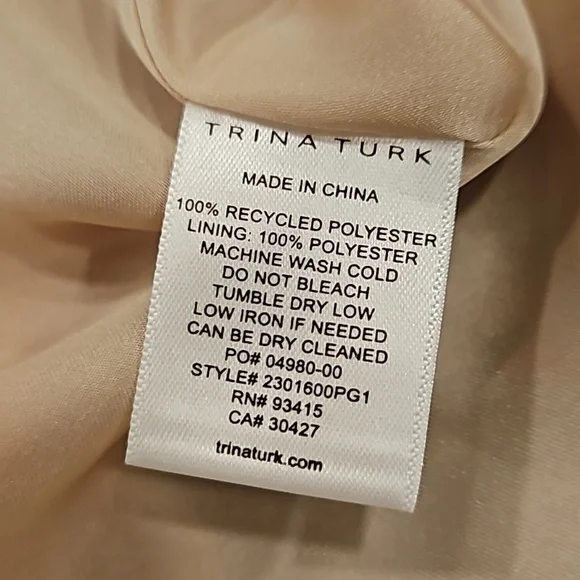 TRINA TURK
MADE IN CHINA
100% RECYCLED POLYESTER
LINING: 100% POLYESTER
MACHINE WASH COLD
DO NOT BLEACH
TUMBLE DRY LOW
LOW IRON IF NEEDED
CAN BE DRY CLEANED
PO# 04980-00
STYLE# 2301600PG1
RN# 93415
CA# 30427
trinaturk.com